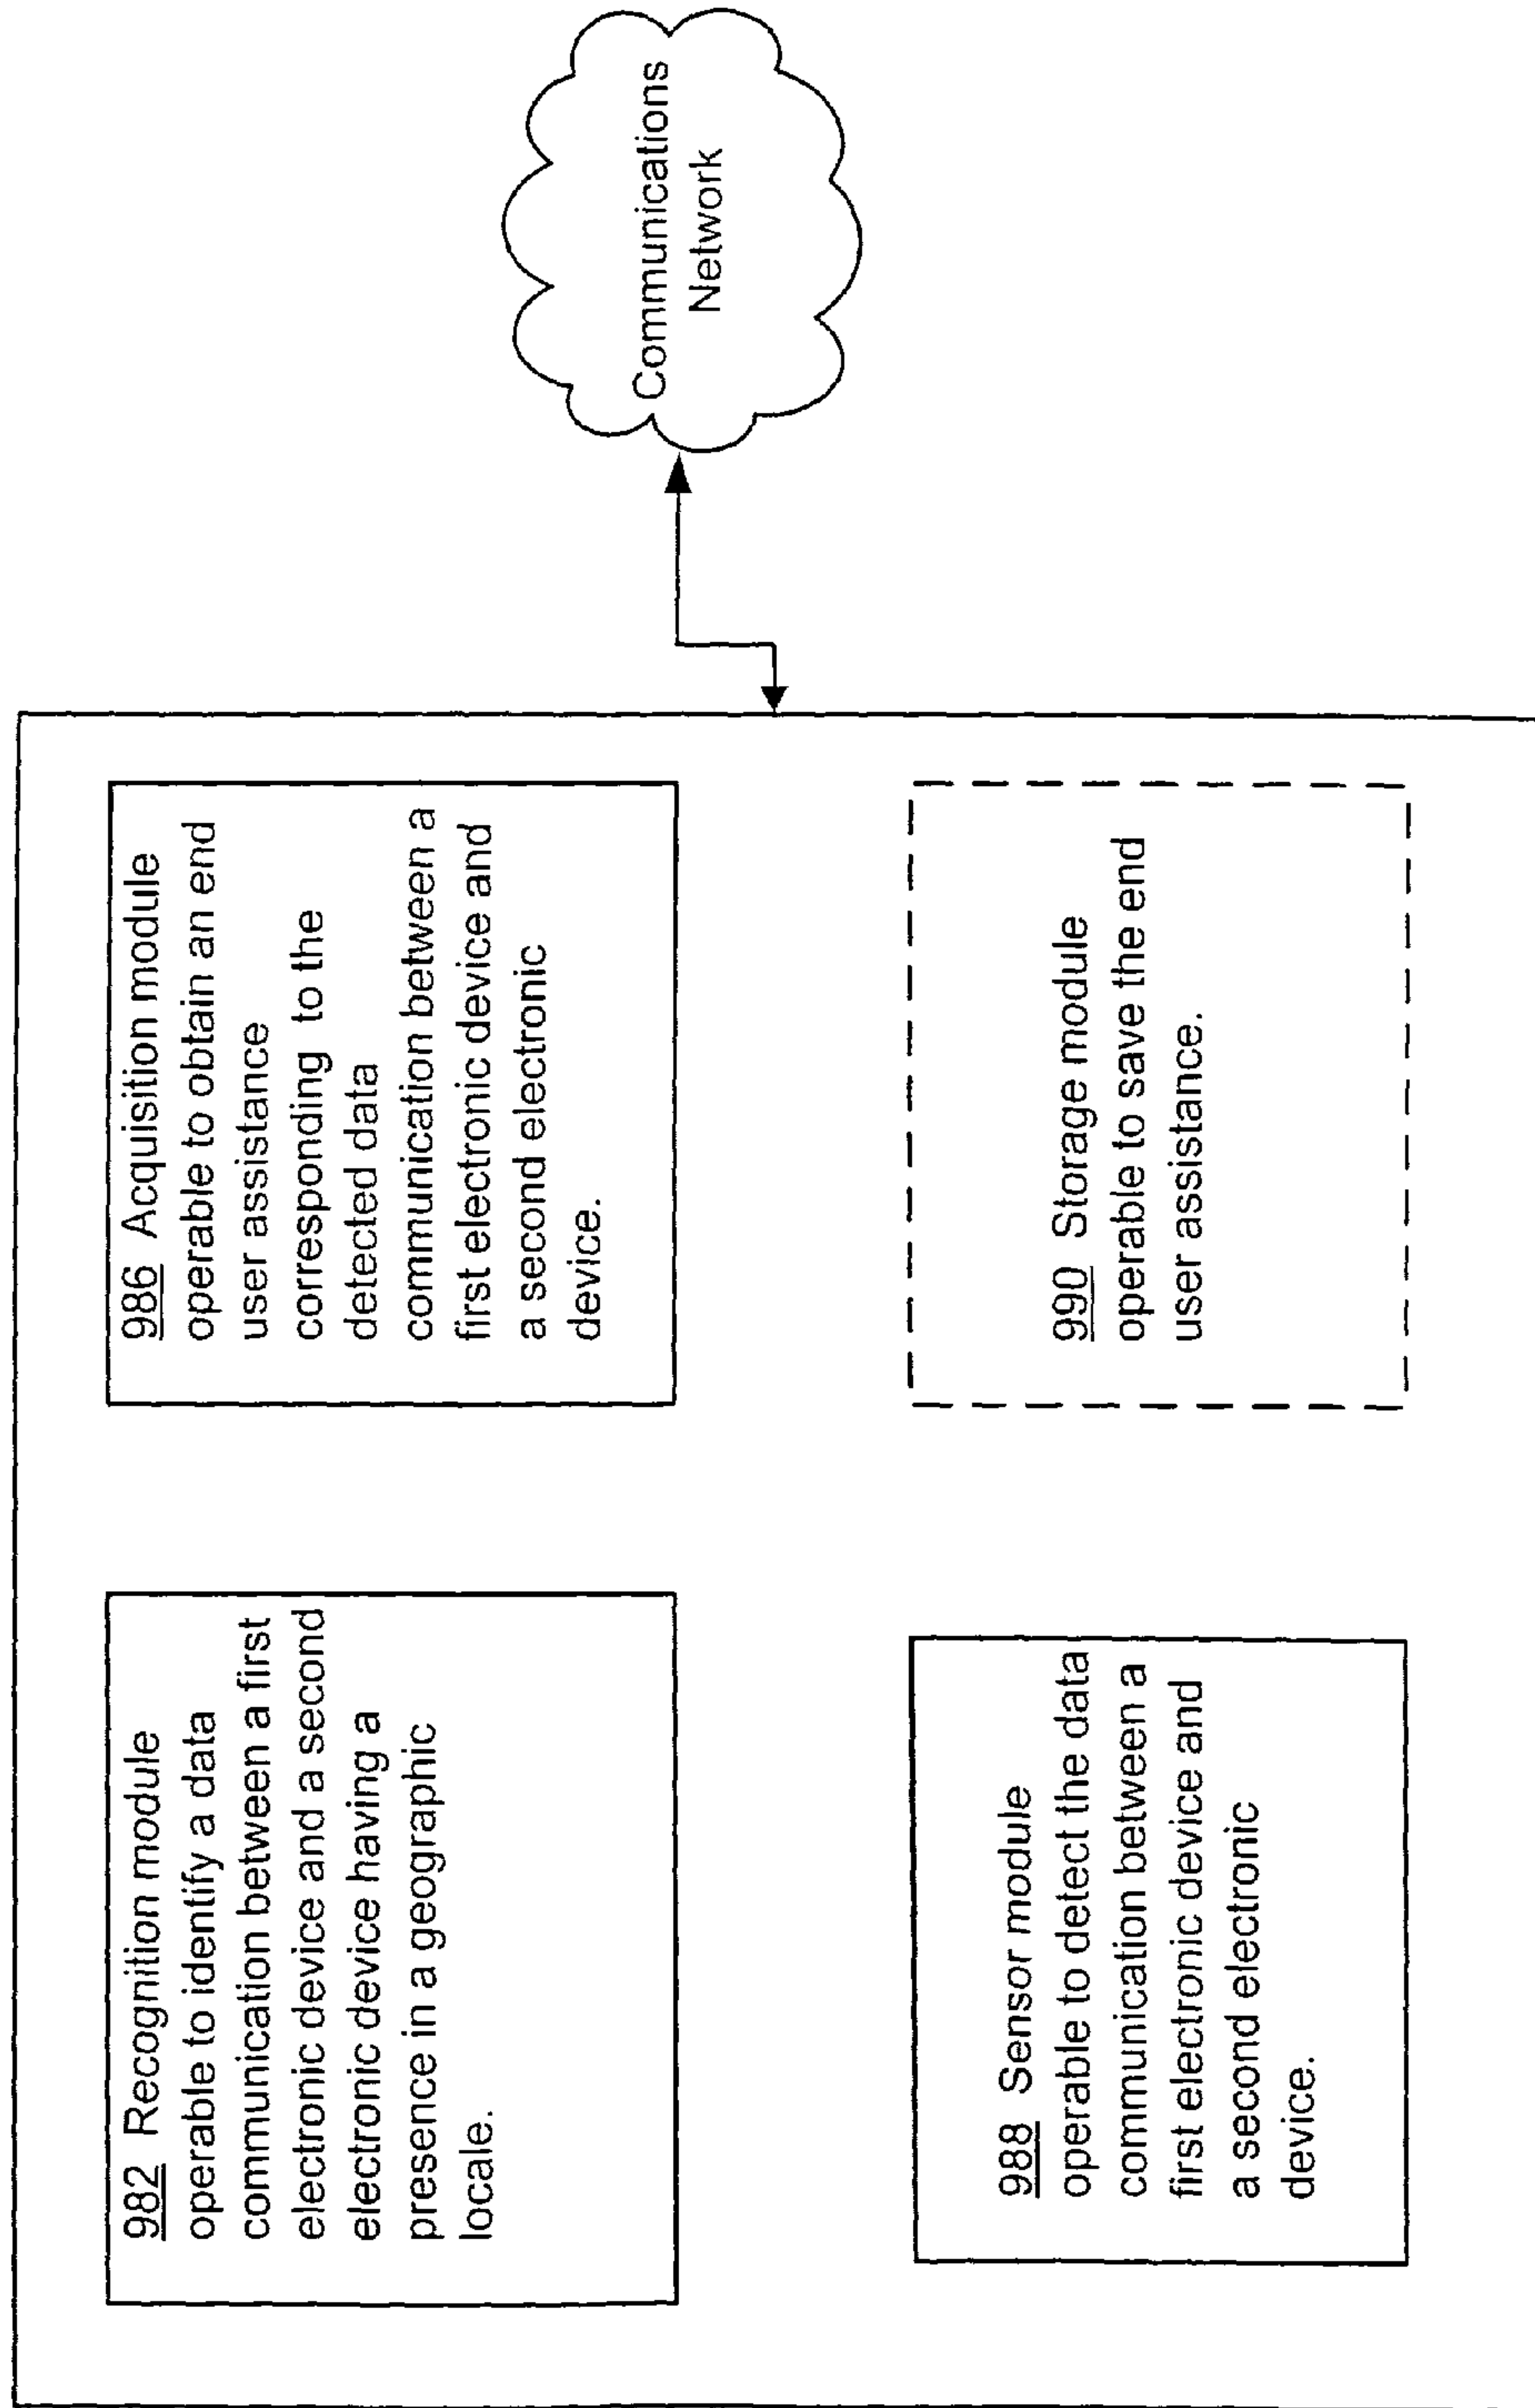 982 Recognition module
operable to identify a data
communication between a first
electronic device and a second
electronic device having a
presence in a geographic
locale.
986 Acquisition module
operable to obtain an end
user assistance
corresponding to the
detected data
communication between a
first electronic device and
a second electronic
device.
988 Sensor module
operable to detect the data
communication between a
first electronic device and
a second electronic
device.
990 Storage module
operable to save the end
user assistance.
Communications
Network